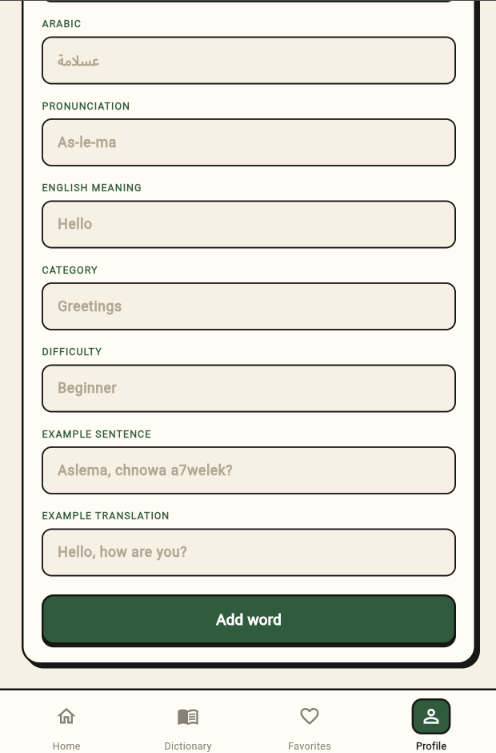 ARABIC
عسلامة
PRONUNCIATION
As-le-ma
ENGLISH MEANING
Hello
CATEGORY
Greetings
DIFFICULTY
Beginner
EXAMPLE SENTENCE
Aslema, chnowa a7welek?
EXAMPLE TRANSLATION
Hello, how are you?
Add word
Home
Dictionary
Favorites
Profile